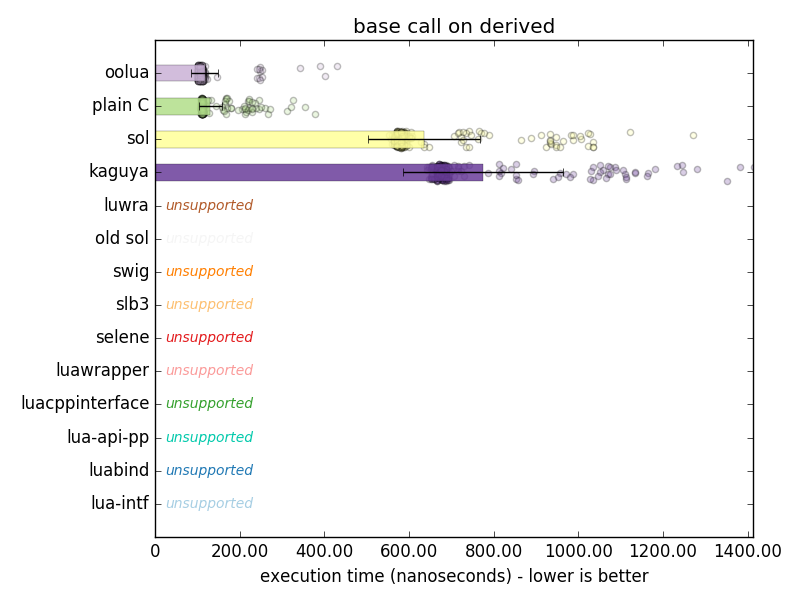 base call on derived
oolua
plain C
sol
kaguya
luwra unsupported
old sol unsupported
swig unsupported
slb3 unsupported
selene unsupported
luawrapper unsupported
luacppinterface unsupported
lua-api-pp unsupported
luabind unsupported
lua-intf unsupported
0 200.00 400.00 600.00 800.00 1000.00 1200.00 1400.00
execution time (nanoseconds) - lower is better